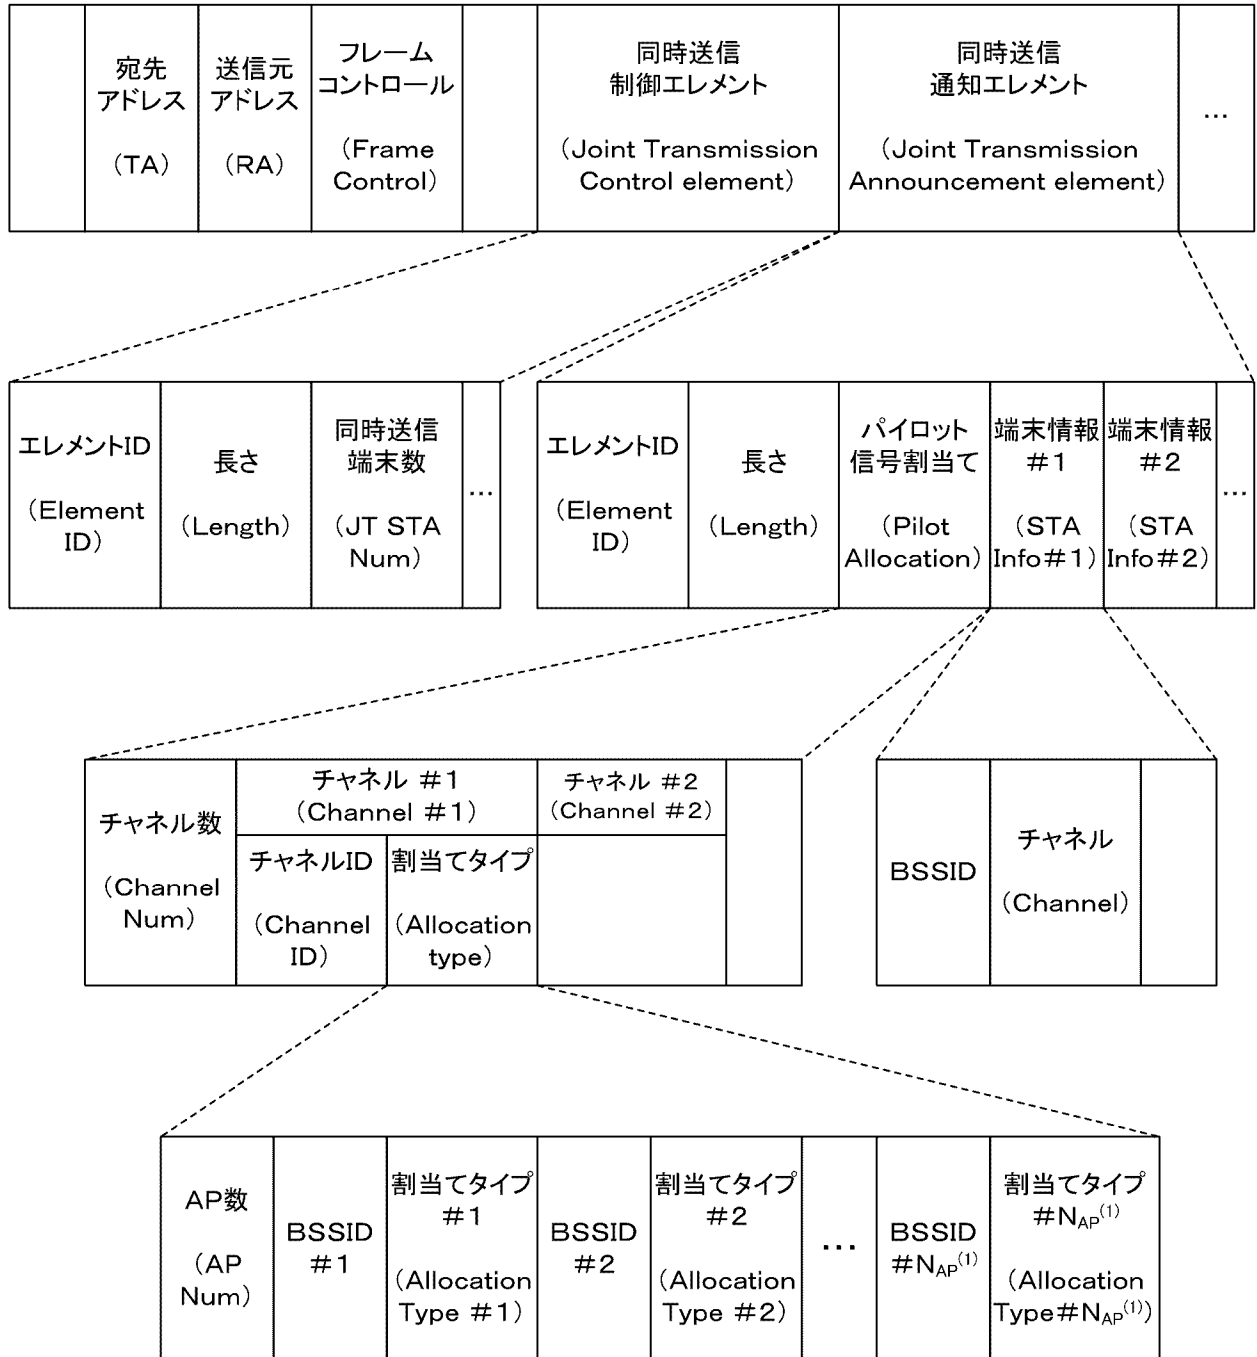 宛先
アドレス
(TA)
送信元
アドレス
(RA)
フレーム
コントロール
(Frame
Control)
同時送信
制御エレメント
(Joint Transmission
Control element)
同時送信
通知エレメント
(Joint Transmission
Announcement element)
…
エレメントID
(Element
ID)
長さ
(Length)
同時送信
端末数
(JT STA
Num)
…
エレメントID
(Element
ID)
長さ
(Length)
パイロット
信号割当て
(Pilot
Allocation)
端末情報
#1
(STA
Info#1)
端末情報
#2
(STA
Info#2)
…
チャネル数
(Channel
Num)
チャネル #1
(Channel #1)
チャネルID
(Channel
ID)
割当てタイプ
(Allocation
type)
チャネル #2
(Channel #2)
BSSID
チャネル
(Channel)
AP数
(AP
Num)
BSSID
#1
割当てタイプ
#1
(Allocation
Type #1)
BSSID
#2
割当てタイプ
#2
(Allocation
Type #2)
…
BSSID
#N_AP^(1)
割当てタイプ
#N_AP^(1)
(Allocation
Type#N_AP^(1))